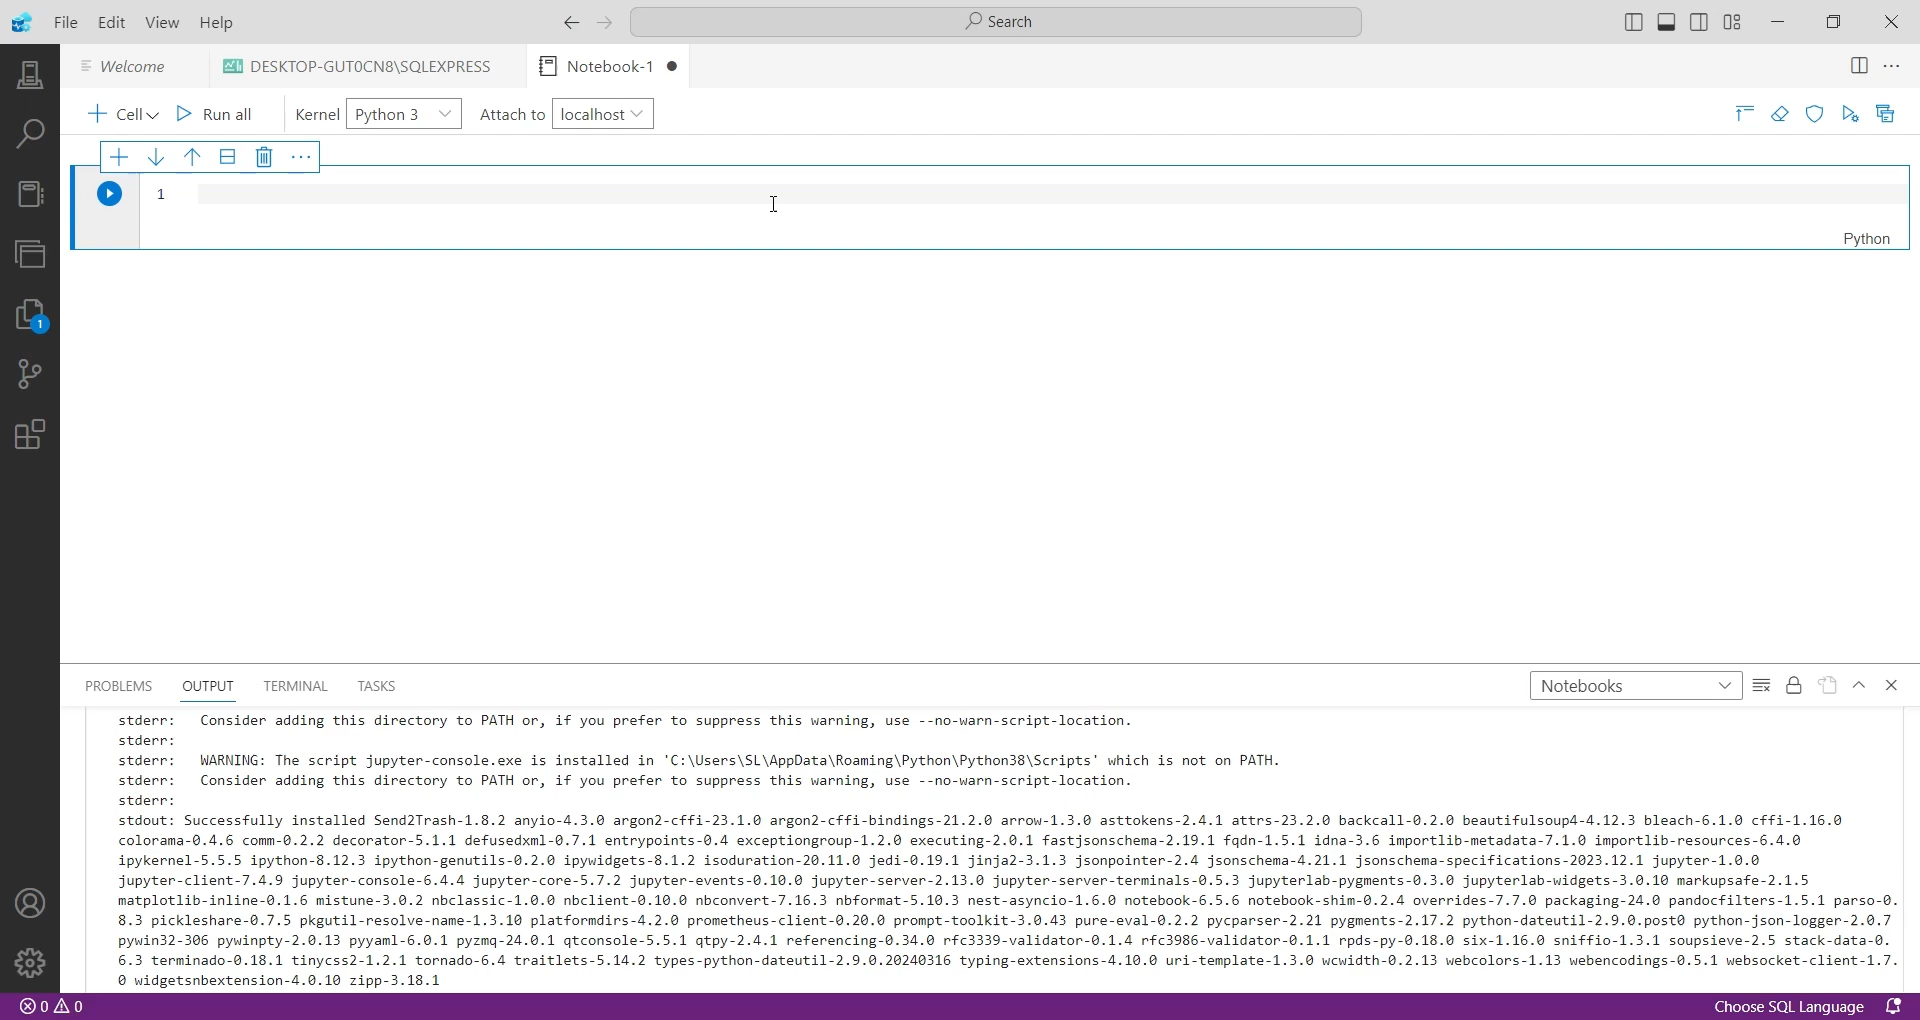 File Edit View Help
Search
Welcome DESKTOP-GUT0CN8\SQLEXPRESS Notebook-1
Cell Run all Kernel Python 3 Attach to localhost
1
Python
1
PROBLEMS OUTPUT TERMINAL TASKS Notebooks
stderr: Consider adding this directory to PATH or, if you prefer to suppress this warning, use --no-warn-script-location.
stderr:
stderr: WARNING: The script jupyter-console.exe is installed in 'C:\Users\SL\AppData\Roaming\Python\Python38\Scripts' which is not on PATH.
stderr: Consider adding this directory to PATH or, if you prefer to suppress this warning, use --no-warn-script-location.
stderr:
stdout: Successfully installed Send2Trash-1.8.2 anyio-4.3.0 argon2-cffi-23.1.0 argon2-cffi-bindings-21.2.0 arrow-1.3.0 asttokens-2.4.1 attrs-23.2.0 backcall-0.2.0 beautifulsoup4-4.12.3 bleach-6.1.0 cffi-1.16.0
colorama-0.4.6 comm-0.2.2 decorator-5.1.1 defusedxml-0.7.1 entrypoints-0.4 exceptiongroup-1.2.0 executing-2.0.1 fastjsonschema-2.19.1 fqdn-1.5.1 idna-3.6 importlib-metadata-7.1.0 importlib-resources-6.4.0
ipykernel-5.5.5 ipython-8.12.3 ipython-genutils-0.2.0 ipywidgets-8.1.2 isoduration-20.11.0 jedi-0.19.1 jinja2-3.1.3 jsonpointer-2.4 jsonschema-4.21.1 jsonschema-specifications-2023.12.1 jupyter-1.0.0
jupyter-client-7.4.9 jupyter-console-6.4.4 jupyter-core-5.7.2 jupyter-events-0.10.0 jupyter-server-2.13.0 jupyter-server-terminals-0.5.3 jupyterlab-pygments-0.3.0 jupyterlab-widgets-3.0.10 markupsafe-2.1.5
matplotlib-inline-0.1.6 mistune-3.0.2 nbclassic-1.0.0 nbclient-0.10.0 nbconvert-7.16.3 nbformat-5.10.3 nest-asyncio-1.6.0 notebook-6.5.6 notebook-shim-0.2.4 overrides-7.7.0 packaging-24.0 pandocfilters-1.5.1 parso-0.
8.3 pickleshare-0.7.5 pkgutil-resolve-name-1.3.10 platformdirs-4.2.0 prometheus-client-0.20.0 prompt-toolkit-3.0.43 pure-eval-0.2.2 pycparser-2.21 pygments-2.17.2 python-dateutil-2.9.0.post0 python-json-logger-2.0.7
pywin32-306 pywinpty-2.0.13 pyyaml-6.0.1 pyzmq-24.0.1 qtconsole-5.5.1 qtpy-2.4.1 referencing-0.34.0 rfc3339-validator-0.1.4 rfc3986-validator-0.1.1 rpds-py-0.18.0 six-1.16.0 sniffio-1.3.1 soupsieve-2.5 stack-data-0.
6.3 terminado-0.18.1 tinycss2-1.2.1 tornado-6.4 traitlets-5.14.2 types-python-dateutil-2.9.0.20240316 typing-extensions-4.10.0 uri-template-1.3.0 wcwidth-0.2.13 webcolors-1.13 webencodings-0.5.1 websocket-client-1.7.
0 widgetsnbextension-4.0.10 zipp-3.18.1
0 0 Choose SQL Language